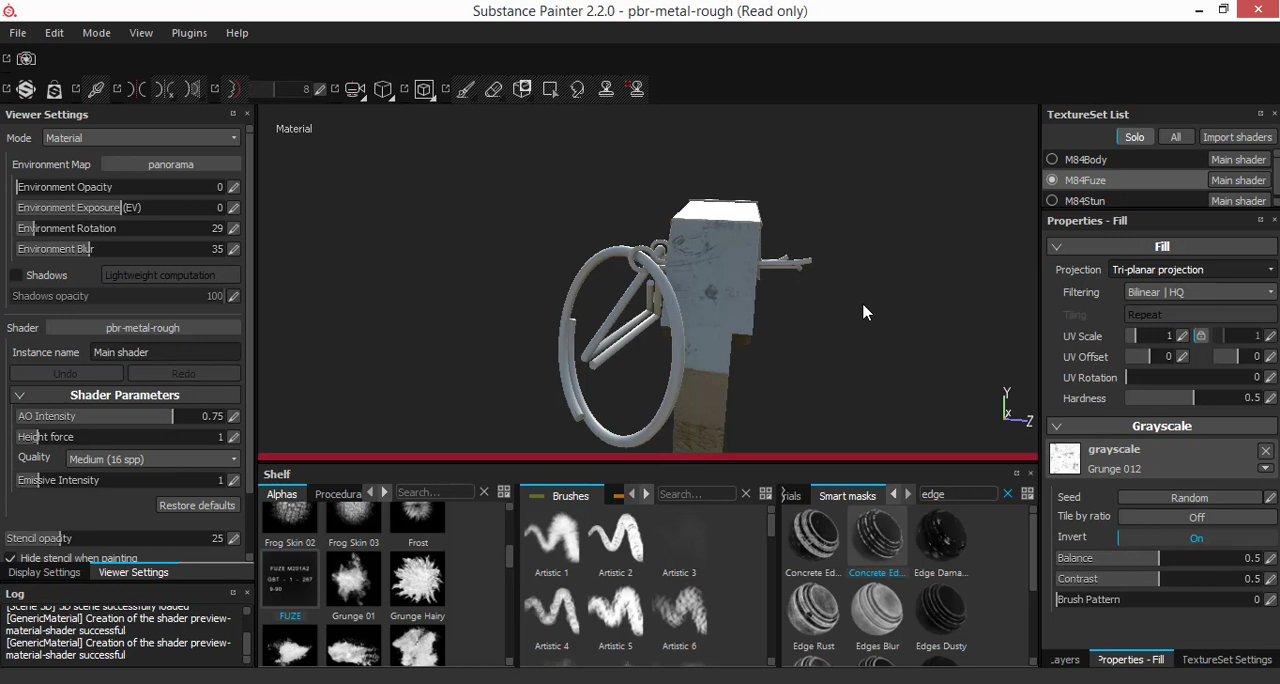 Substance Painter 2.2.0 - pbr-metal-rough (Read only)
File Edit Mode View Plugins Help
8
Viewer Settings
Mode Material
Environment Map panorama
Environment Opacity 0
Environment Exposure (EV) 0
Environment Rotation 29
Environment Blur 35
Shadows Lightweight computation
Shadows opacity 100
Shader pbr-metal-rough
Instance name Main shader
Undo Redo
Shader Parameters
AO Intensity 0.75
Height force 1
Quality Medium (16 spp)
Emissive Intensity 1
Restore defaults
Stencil opacity 25
Hide stencil when painting
Display Settings Viewer Settings
Log
[Scene 3D] 3D scene successfully loaded
[GenericMaterial] Creation of the shader preview-
material-shader successful
[GenericMaterial] Creation of the shader preview-
material-shader successful
Material
Y
X
Z
Shelf
Alphas Procedura Search...
Frog Skin 02 Frog Skin 03 Frost
FUZE M201A2
9-90
FUZE Grunge 01 Grunge Hairy
Brushes Search...
Artistic 1 Artistic 2 Artistic 3
Artistic 4 Artistic 5 Artistic 6
rials Smart masks edge
Concrete Ed... Concrete Ed... Edge Dama...
Edge Rust Edges Blur Edges Dusty
TextureSet List
Solo All Import shaders
M84Body Main shader
M84Fuze Main shader
M84Stun Main shader
Properties - Fill
Fill
Projection Tri-planar projection
Filtering Bilinear | HQ
Tiling Repeat
UV Scale 1 1
UV Offset 0 0
UV Rotation 0
Hardness 0.5
Grayscale
grayscale
Grunge 012
Seed Random
Tile by ratio Off
Invert On
Balance 0.5
Contrast 0.5
Brush Pattern 0
Layers Properties - Fill TextureSet Settings